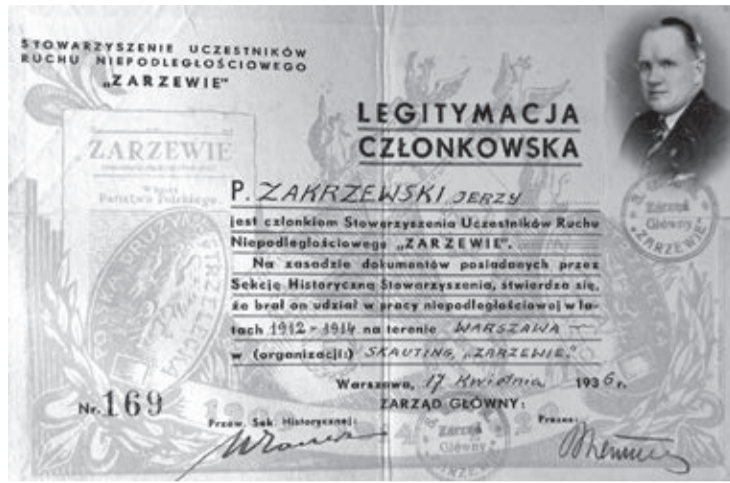 STOWARZYSZENIE UCZESTNIKÓW
RUCHU NIEPODLEGŁOŚCIOWEGO
„ZARZEWIE"
LEGITYMACJA
CZŁONKOWSKA
ZARZEWIE
Państwa Polskiego.
P. ZAKRZEWSKI JERZY
jest członkiem Stowarzyszenia Uczestników Ruchu
Niepodległościowego „ZARZEWIE".
Na zasadzie dokumentów posiadanych przez
Sekcję Historyczną Stowarzyszenia, stwierdza się,
że brał on udział w pracy niepodległościowej w la-
tach 1912-1914 na terenie WARSZAWA
w (organizacji:) SKAUTING, „ZARZEWIE."
Warszawa, 17 Kwietnia 1936 r.
Nr. 169
ZARZĄD GŁÓWNY:
Przew. Sek. Historycznej:
Prezes:
Zarząd
Główny
„ZARZEWIE"
Zarząd
Główny